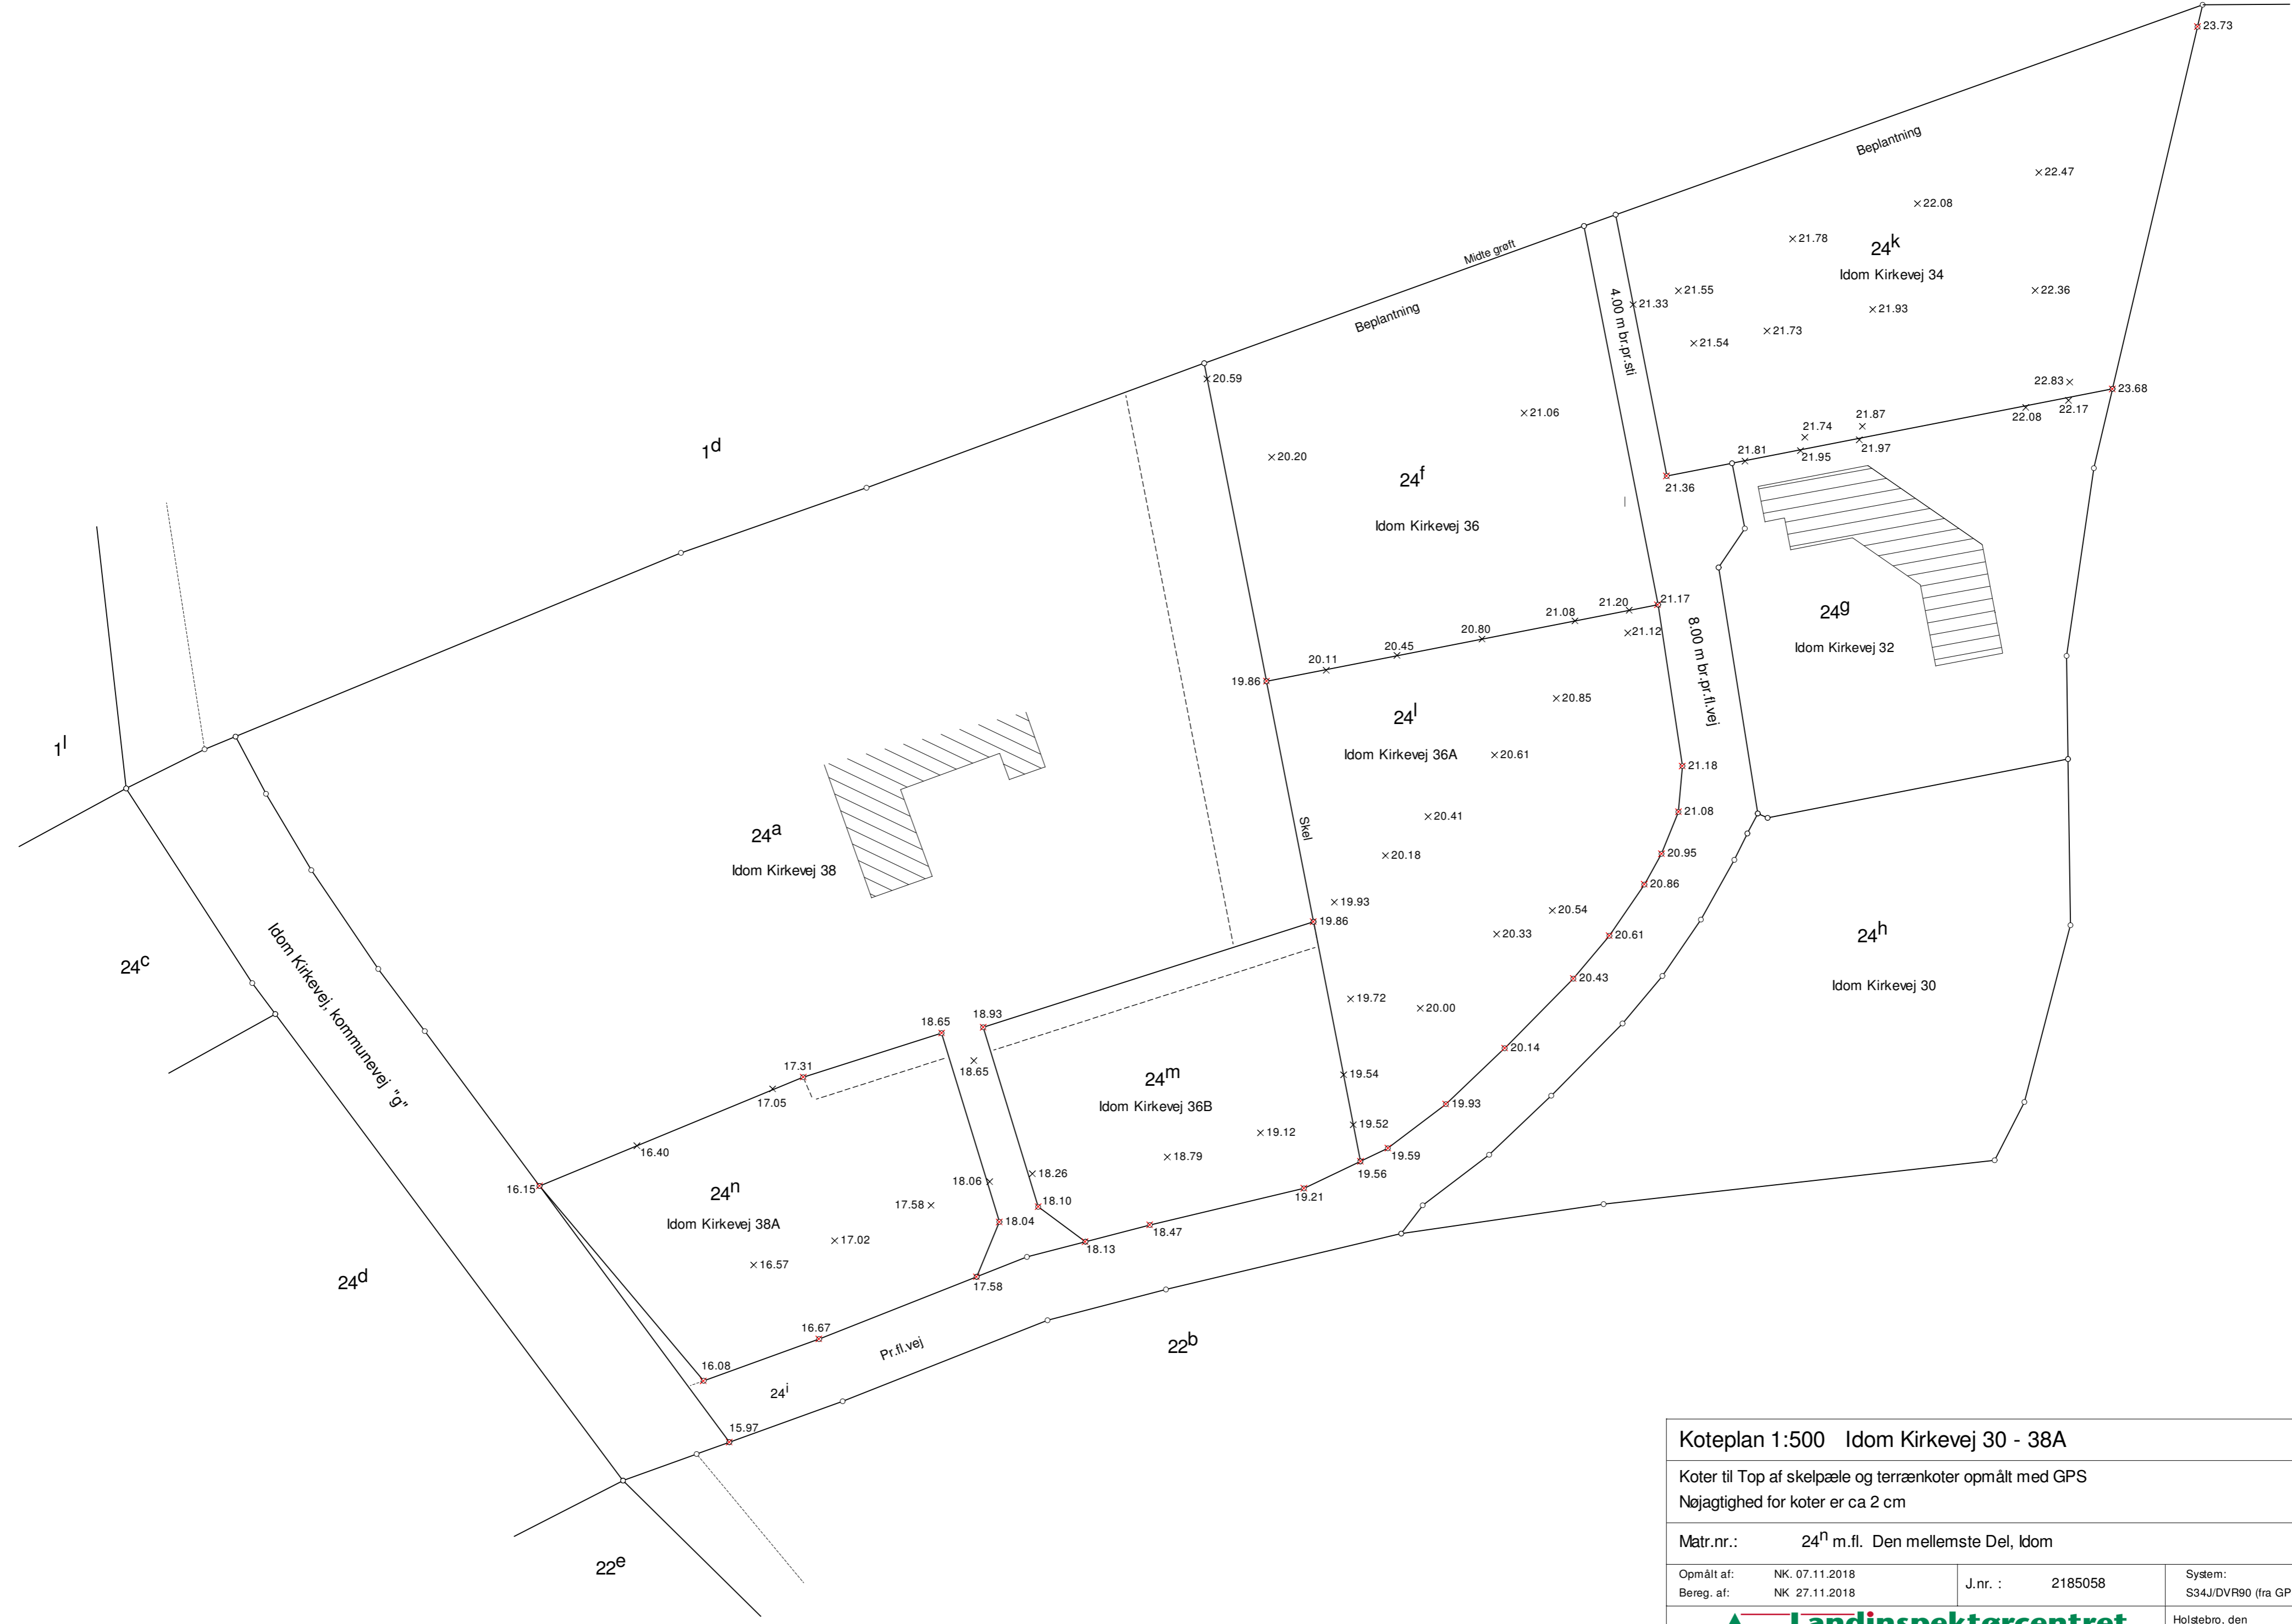 23.73
Beplantning
22.47
22.08
21.78
24k
Idom Kirkevej 34
Midte grøft
4.00 m br.pr.sti
21.33
21.55
22.36
21.93
21.73
21.54
Beplantning
20.59
22.83
23.68
21.06
22.08
22.17
21.87
21.74
21.97
21.81
21.95
1d
20.20
24f
21.36
Idom Kirkevej 36
21.20
21.17
21.08
20.80
21.12
24g
20.45
8.00 m br.pr.fl.vej
Idom Kirkevej 32
20.11
19.86
20.85
24l
1l
Idom Kirkevej 36A
20.61
21.18
21.08
20.41
Skel
24a
20.95
20.18
Idom Kirkevej 38
20.86
19.93
20.54
19.86
20.33
20.61
24h
24c
Idom Kirkevej, kommunevej "g"
20.43
Idom Kirkevej 30
19.72
20.00
18.93
18.65
20.14
17.31
18.65
19.54
24m
17.05
Idom Kirkevej 36B
19.93
19.52
19.12
16.40
18.79
19.59
18.26
19.56
18.06
16.15
24n
19.21
17.58
18.10
Idom Kirkevej 38A
18.04
18.47
17.02
18.13
16.57
24d
17.58
16.67
Pr.fl.vej
22b
16.08
24i
15.97
22e
Koteplan 1:500 Idom Kirkevej 30 - 38A
Koter til Top af skelpæle og terrænkoter opmålt med GPS
Nøjagtighed for koter er ca 2 cm
Matr.nr.: 24n m.fl. Den mellemste Del, Idom
Opmålt af: NK. 07.11.2018
Bereg. af: NK 27.11.2018
J.nr. : 2185058
System:
S34J/DVR90 (fra GP
Landinspektørcentret
Holstebro, den